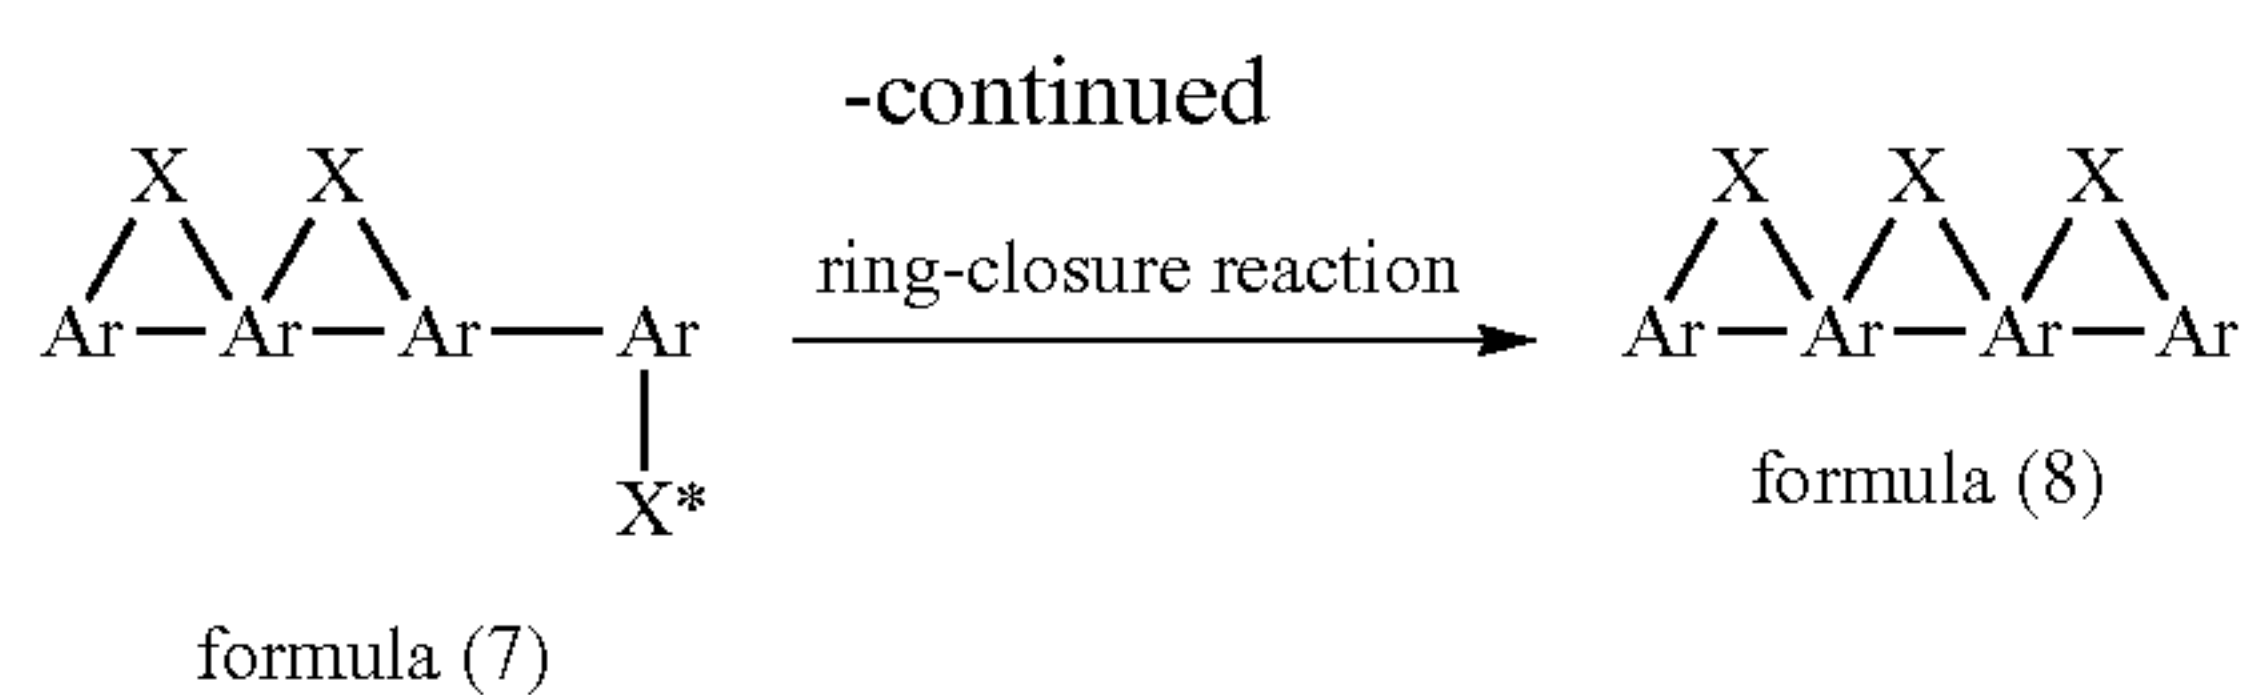 -continued
X X X X X
ring-closure reaction
Ar Ar Ar Ar Ar Ar Ar Ar
X*
formula (8)
formula (7)